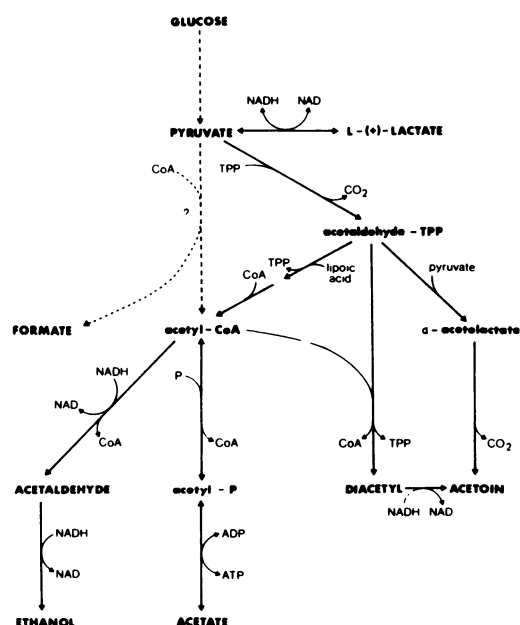 GLUCOSE
NADH NAD
PYRUVATE L-(+)-LACTATE
CoA TPP
CO2
?
acetaldehyde - TPP
TPP lipoic acid
CoA pyruvate
FORMATE acetyl-CoA α-acetolactate
NADH P
NAD
CoA CoA CoA TPP CO2
ACETALDEHYDE acetyl - P DIACETYL ACETOIN
NADH NAD
NADH ADP
NAD ATP
ETHANOL ACETATE